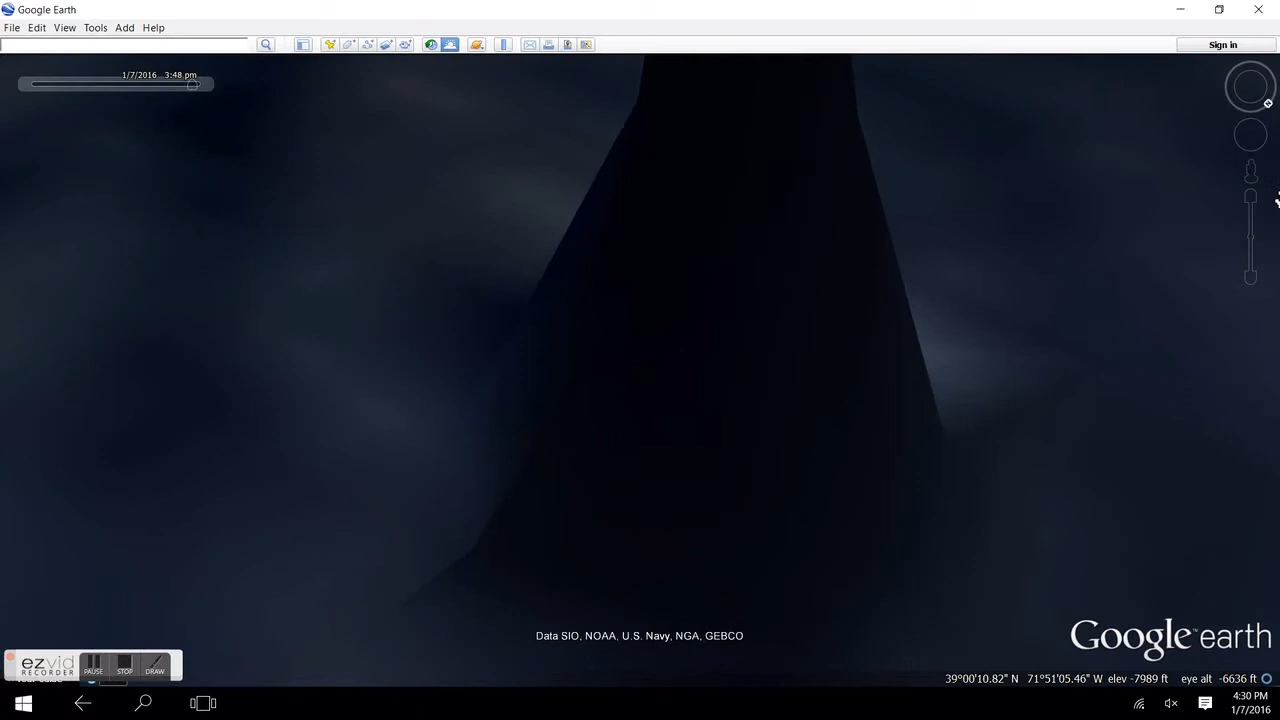 Google Earth
File Edit View Tools Add Help
Sign in
1/7/2016 3:48 pm
Data SIO, NOAA, U.S. Navy, NGA, GEBCO
Google earth
ezvid
RECORDER
PAUSE STOP DRAW
39°00'10.82" N 71°51'05.46" W elev -7989 ft eye alt -6636 ft
4:30 PM
1/7/2016